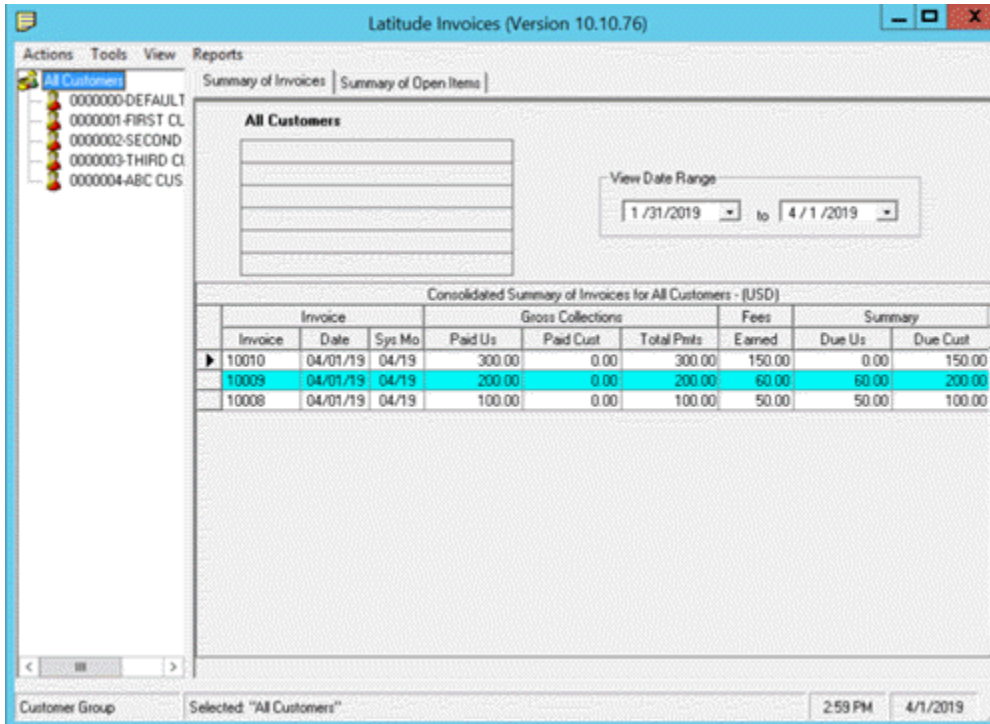 Latitude Invoices (Version 10.10.76)
Actions Tools View Reports
All Customers
0000000-DEFAULT
0000001-FIRST CL
0000002-SECOND
0000003-THIRD CL
0000004-ABC CUS
Summary of Invoices Summary of Open Items
All Customers
View Date Range
1 /31/2019 to 4 / 1 /2019
Consolidated Summary of Invoices for All Customers - (USD)
Invoice Gross Collections Fees Summary
Invoice Date Sys Mo Paid Us Paid Cust Total Pmts Earned Due Us Due Cust
10010 04/01/19 04/19 300.00 0.00 300.00 150.00 0.00 150.00
10009 04/01/19 04/19 200.00 0.00 200.00 60.00 60.00 200.00
10008 04/01/19 04/19 100.00 0.00 100.00 50.00 50.00 100.00
Customer Group Selected: "All Customers" 2:59 PM 4/1/2019